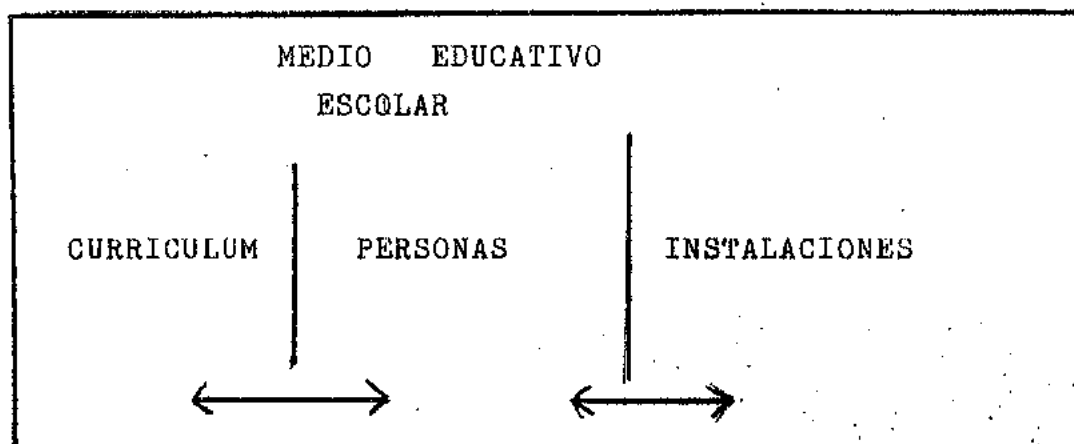 MEDIO EDUCATIVO
ESCOLAR
CURRICULUM PERSONAS INSTALACIONES